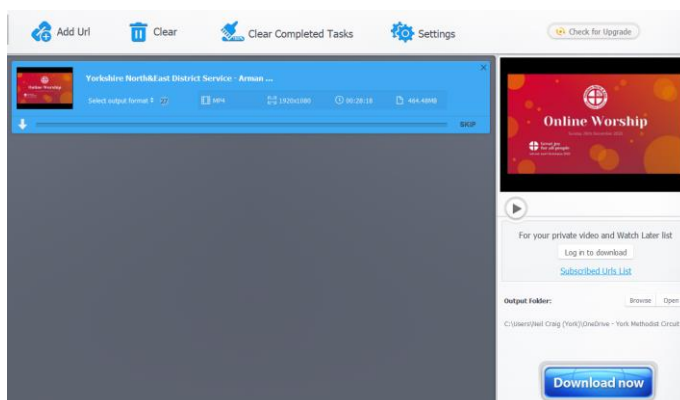 Add Url
Clear
Clear Completed Tasks
Settings
Check for Upgrade
Yorkshire North&East District Service - Arman ...
Select output format
MP4
1920x1080
00:28:18
464.48MB
SKIP
Online Worship
Online Worship
For your private video and Watch Later list
Log in to download
Subscribed Urls List
Output Folder:
Browse
Open
C:\Users\Neil Craig (York)\OneDrive - York Methodist Circuit
Download now